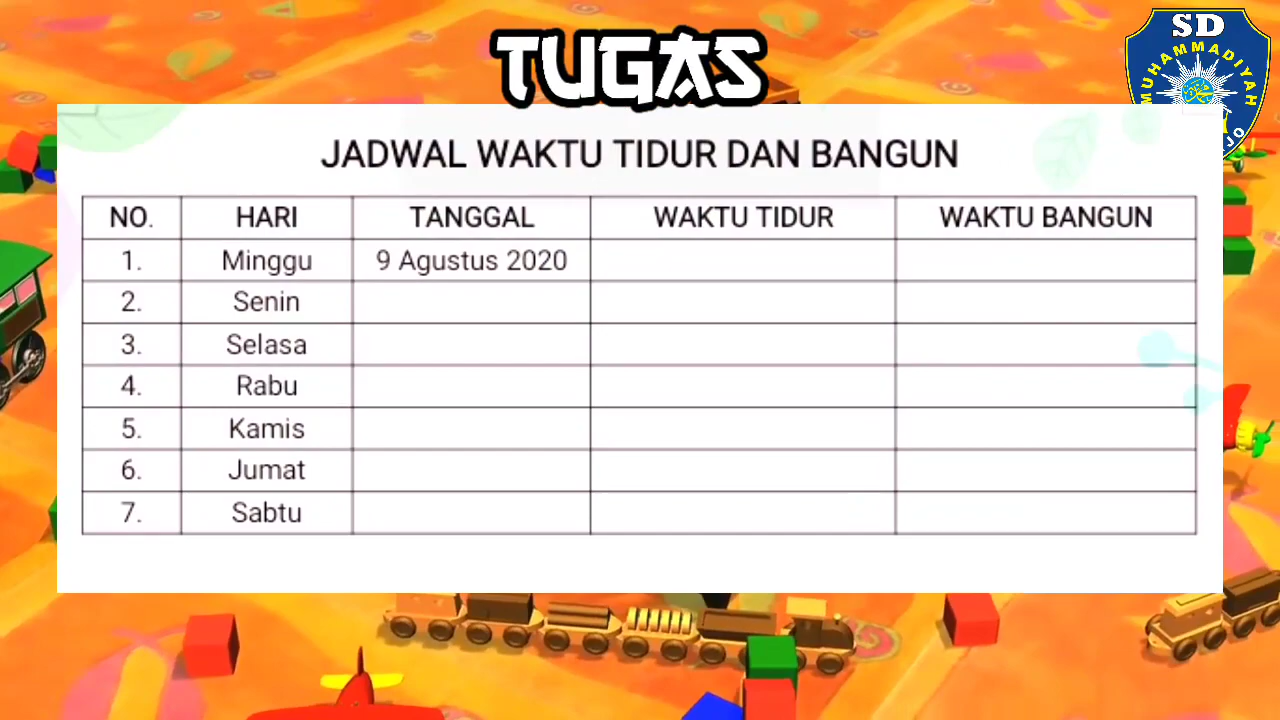 TUGAS
SD
MUHAMMADIYAH
JADWAL WAKTU TIDUR DAN BANGUN
NO. HARI TANGGAL WAKTU TIDUR WAKTU BANGUN
1. Minggu 9 Agustus 2020
2. Senin
3. Selasa
4. Rabu
5. Kamis
6. Jumat
7. Sabtu